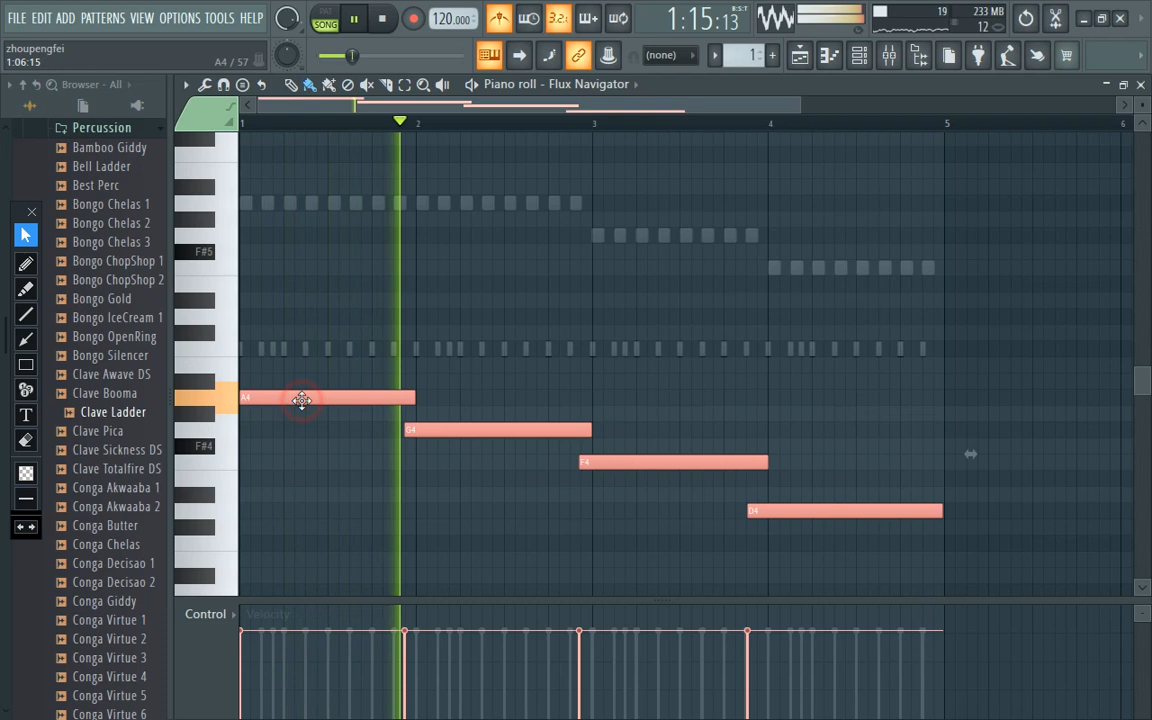 FILE EDIT ADD PATTERNS VIEW OPTIONS TOOLS HELP
PAT
SONG
120.000
3.2.
1:15:13
B:S:T
19
233 MB
12
zhoupengfei
1:06:15
A4 / 57
(none)
1
Browser - All
Piano roll - Flux Navigator
1
2
3
4
5
6
Percussion
Bamboo Giddy
Bell Ladder
Best Perc
Bongo Chelas 1
Bongo Chelas 2
Bongo Chelas 3
Bongo ChopShop 1
Bongo ChopShop 2
Bongo Gold
Bongo IceCream 1
Bongo OpenRing
Bongo Silencer
Clave Awave DS
Clave Booma
Clave Ladder
Clave Pica
Clave Sickness DS
Clave Totalfire DS
Conga Akwaaba 1
Conga Akwaaba 2
Conga Butter
Conga Chelas
Conga Decisao 1
Conga Decisao 2
Conga Giddy
Conga Virtue 1
Conga Virtue 2
Conga Virtue 3
Conga Virtue 4
Conga Virtue 5
Conga Virtue 6
T
F#5
F#4
A4
G4
F4
D4
Control
Velocity